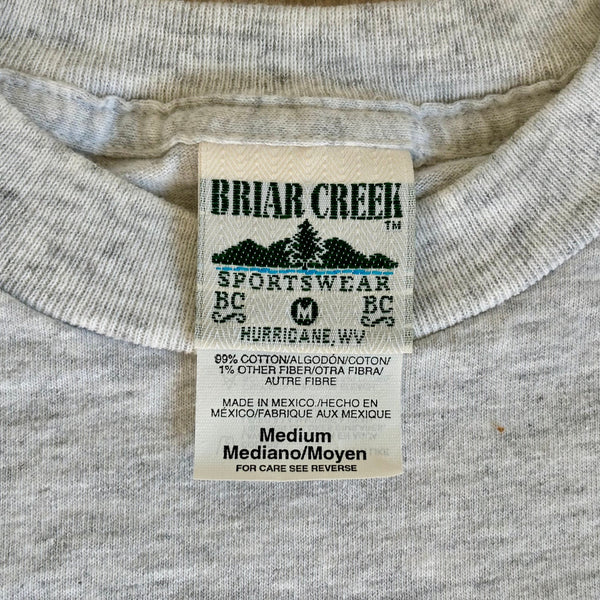 BRIAR CREEK
TM
SPORTSWEAR
BC M BC
HURRICANE, WV
99% COTTON/ALGODÓN/COTON/
1% OTHER FIBER/OTRA FIBRA/
AUTRE FIBRE
MADE IN MEXICO./HECHO EN
MÉXICO/FABRIQUE AUX MEXIQUE
Medium
Mediano/Moyen
FOR CARE SEE REVERSE